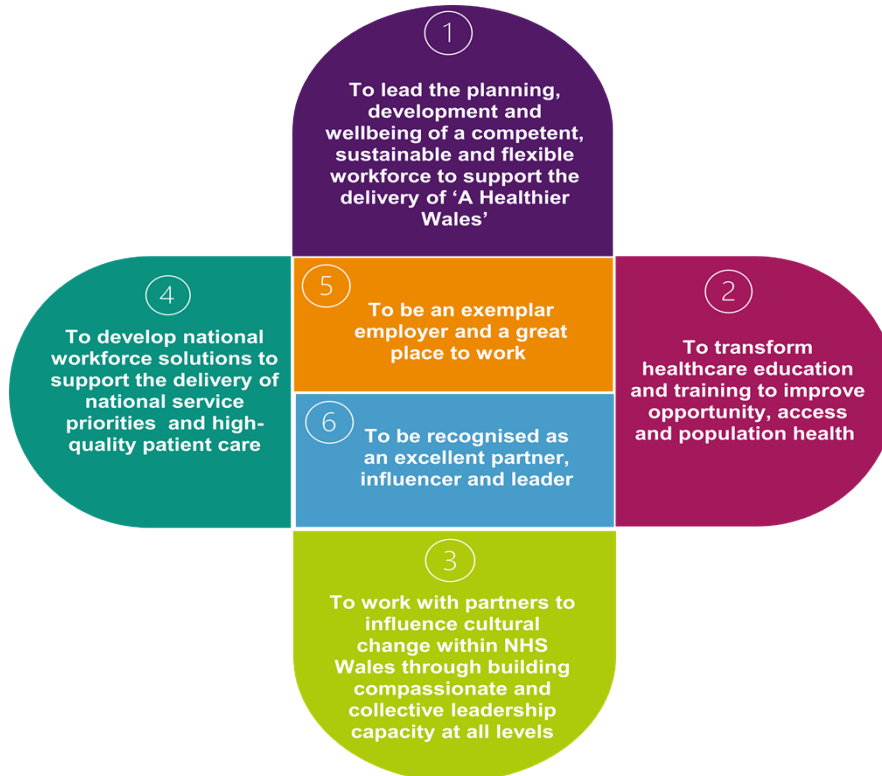 1
To lead the planning,
development and
wellbeing of a competent,
sustainable and flexible
workforce to support the
delivery of ‘A Healthier
Wales’
2
To transform
healthcare education
and training to improve
opportunity, access
and population health
3
To work with partners to
influence cultural
change within NHS
Wales through building
compassionate and
collective leadership
capacity at all levels
4
To develop national
workforce solutions to
support the delivery of
national service
priorities and high-
quality patient care
5
To be an exemplar
employer and a great
place to work
6
To be recognised as
an excellent partner,
influencer and leader